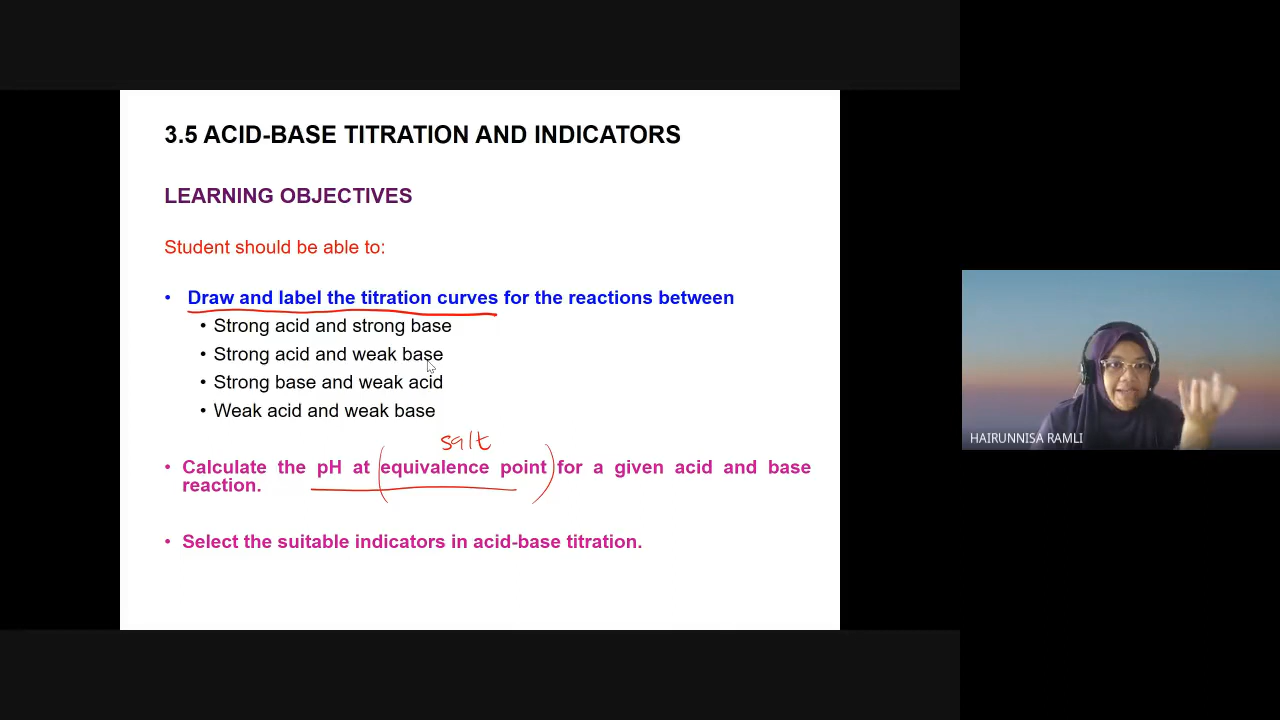 3.5 ACID-BASE TITRATION AND INDICATORS
LEARNING OBJECTIVES
Student should be able to:
• Draw and label the titration curves for the reactions between
• Strong acid and strong base
• Strong acid and weak base
• Strong base and weak acid
• Weak acid and weak base
salt
• Calculate the pH at (equivalence point) for a given acid and base
reaction.
• Select the suitable indicators in acid-base titration.
HAIRUNNISA RAMLI